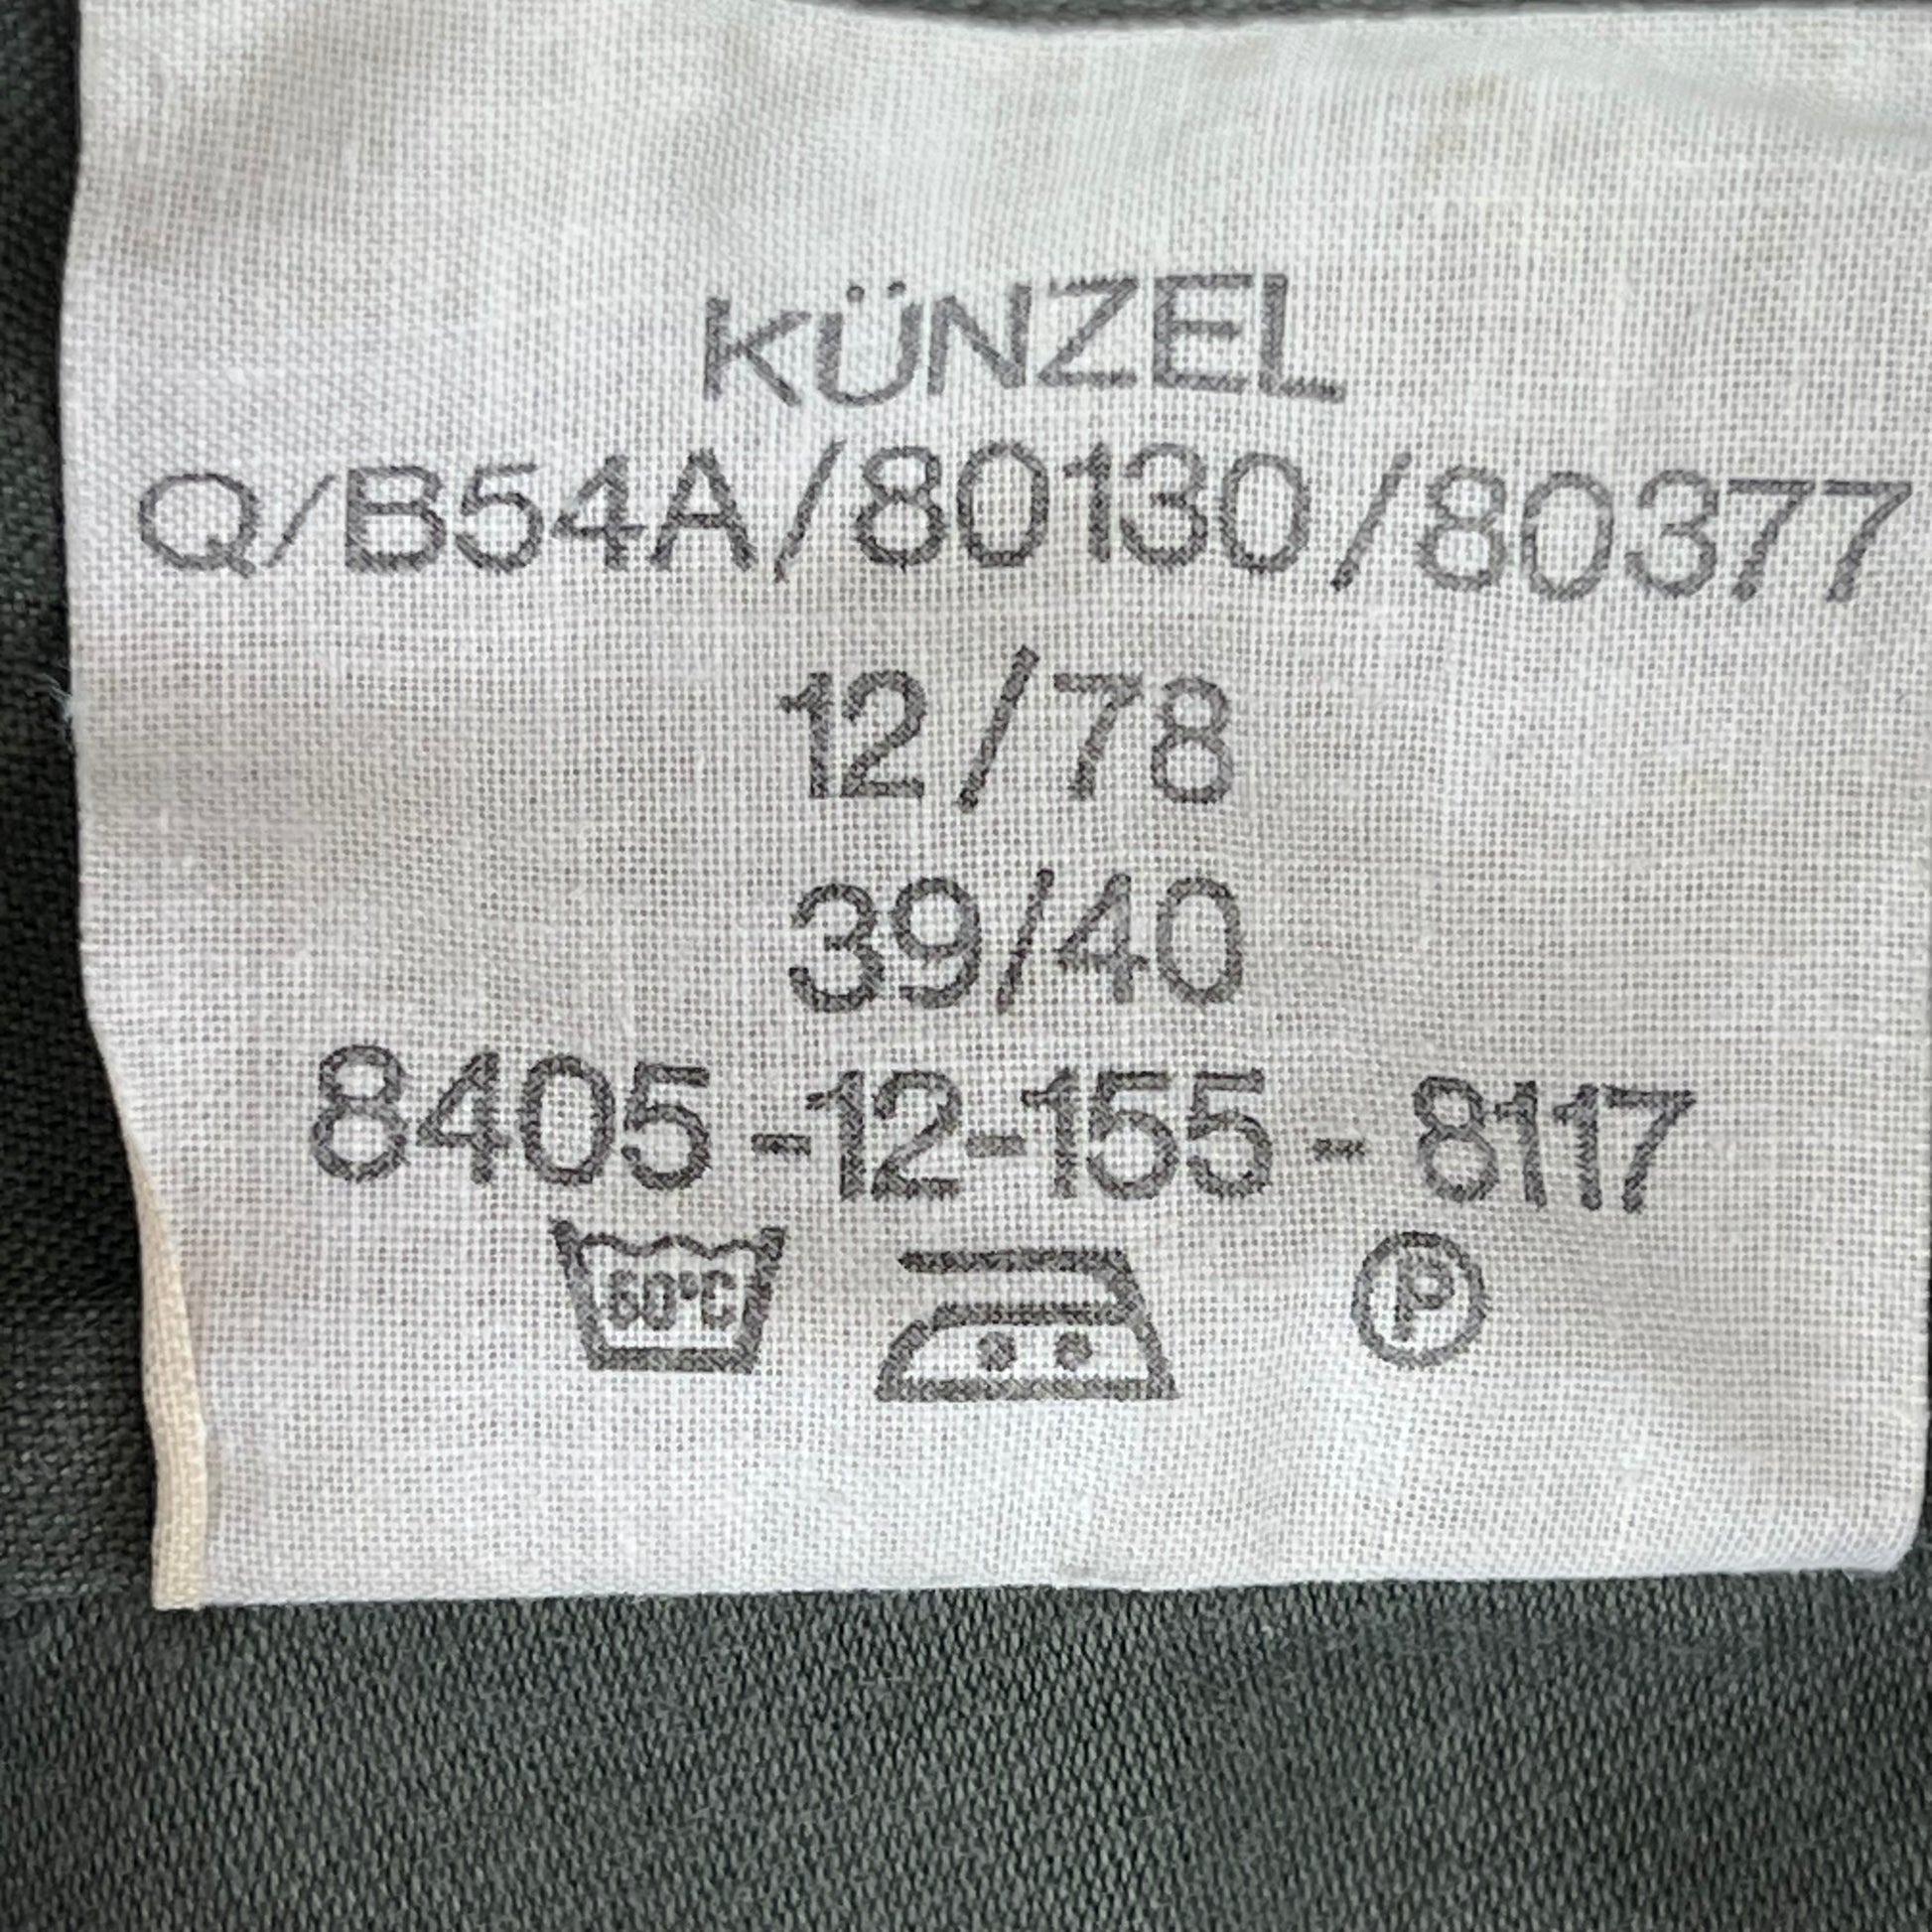 KÜNZEL
Q/B54A/80130/80377
12/78
39/40
8405-12-155-8117
60°C P